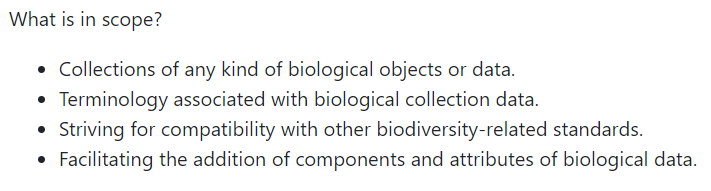 What is in scope?
• Collections of any kind of biological objects or data.
• Terminology associated with biological collection data.
• Striving for compatibility with other biodiversity-related standards.
• Facilitating the addition of components and attributes of biological data.